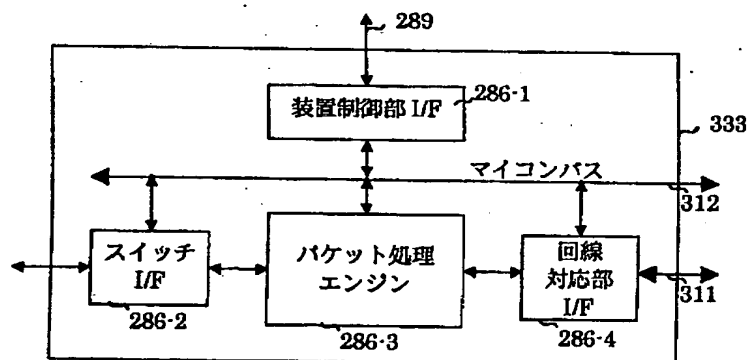 289
装置制御部 I/F
286-1
333
マイコンバス
312
スイッチ
I/F
286-2
パケット処理
エンジン
286-3
回線
対応部
I/F
286-4
311